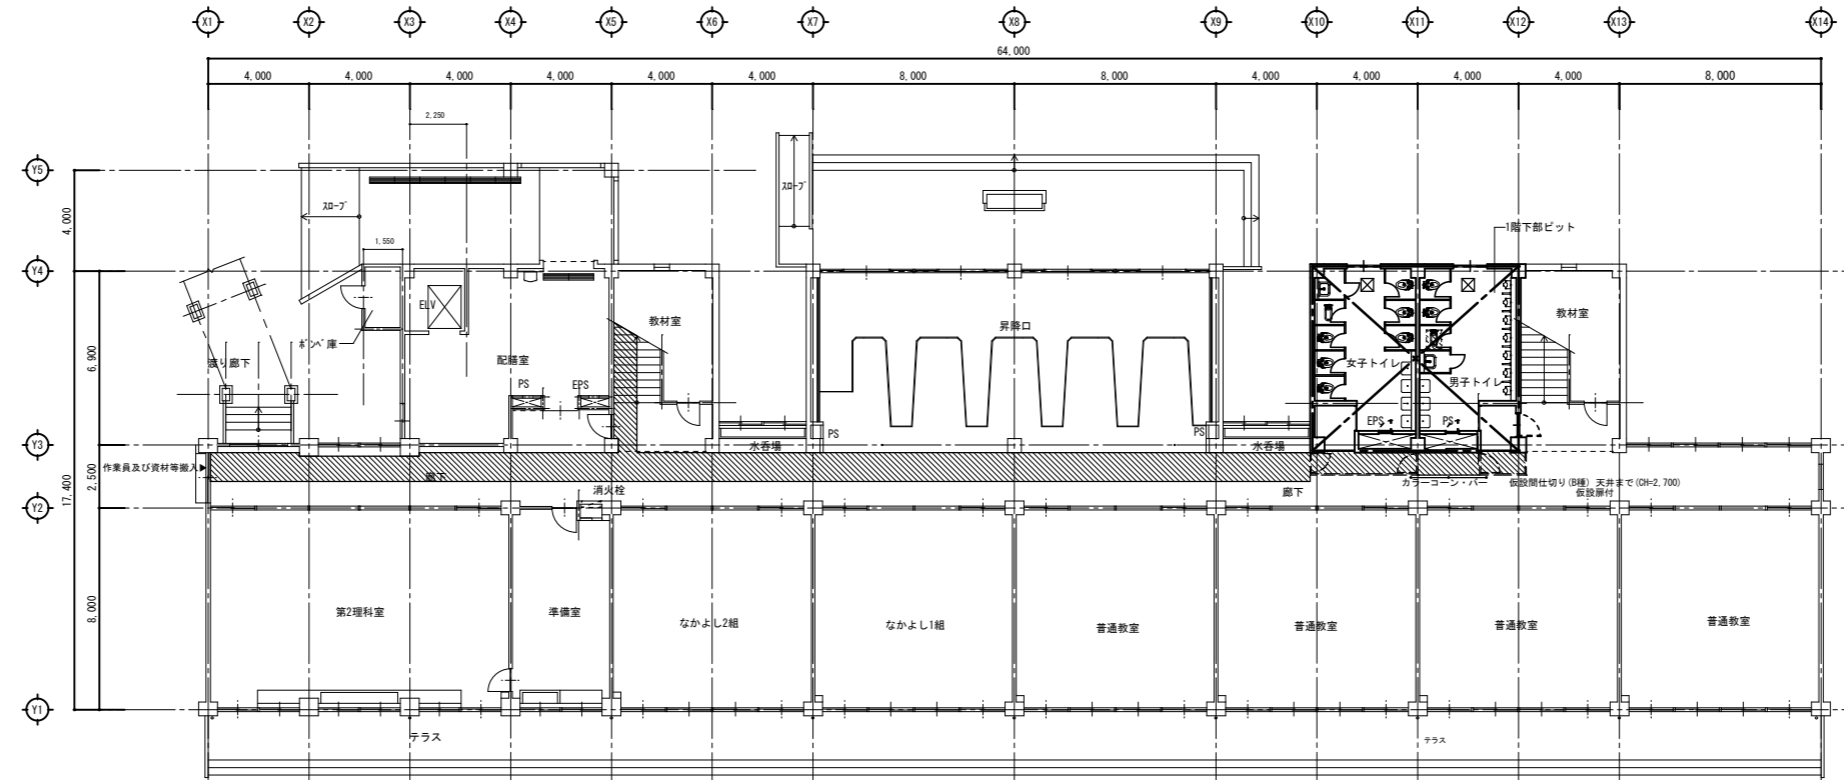 X1 X2 X3 X4 X5 X6 X7 X8 X9 X10 X11 X12 X13 X14
64,000
4,000 4,000 4,000 4,000 4,000 4,000 8,000 8,000 4,000 4,000 4,000 4,000 8,000
2,250
Y5
スロープ
スロープ
4,000
1階下部ピット
1,550
Y4
ELV
教材室
昇降口
教材室
ボンベ庫
渡り廊下
配膳室
女子トイレ
6,900
PS
EPS
男子トイレ
EPS
PS
PS
PS
Y3
水呑場
水呑場
作業員及び資材等搬入
廊下
2,500
17,400
消火栓
廊下
カラーコーン・バー
仮設間仕切り(B種) 天井まで(CH=2,700)
仮設扉付
Y2
8,000
第2理科室
準備室
なかよし2組
なかよし1組
普通教室
普通教室
普通教室
普通教室
Y1
テラス
テラス